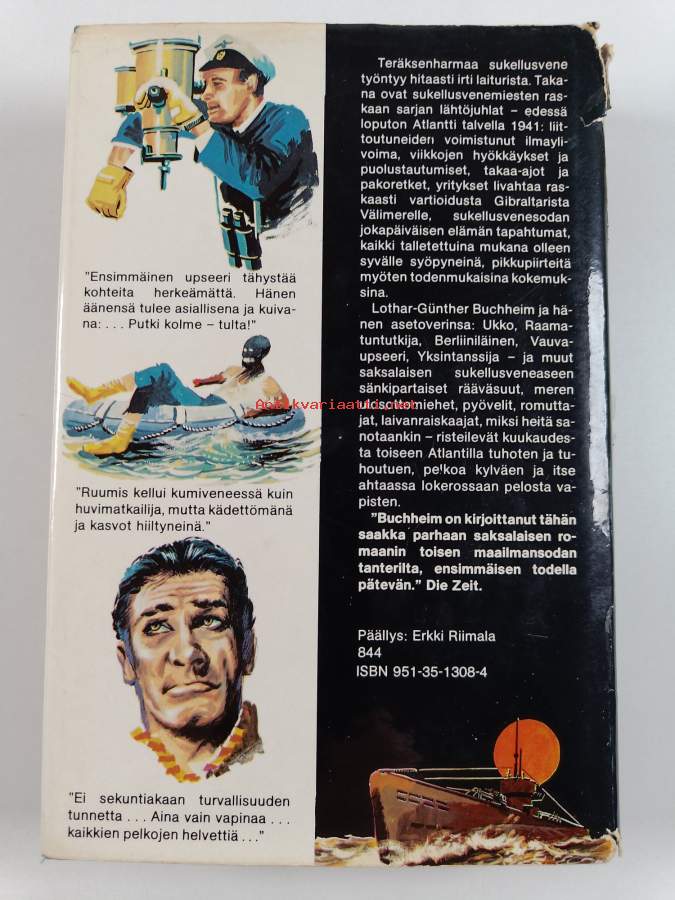 "Ensimmäinen upseeri tähystää
kohteita herkeämättä. Hänen
äänensä tulee asiallisena ja kuiva-
na: . . . Putki kolme – tulta!"
"Ruumis kellui kumiveneessä kuin
huvimatkailija, mutta kädettömänä
ja kasvot hiiltyneinä."
"Ei sekuntiakaan turvallisuuden
tunnetta . . . Aina vain vapinaa . . .
kaikkien pelkojen helvettiä . . ."
Teräksenharmaa sukellusvene
työntyy hitaasti irti laiturista. Taka-
na ovat sukellusvenemiesten ras-
kaan sarjan lähtöjuhlat – edessä
loputon Atlantti talvella 1941: liit-
toutuneiden voimistunut ilmayli-
voima, viikkojen hyökkäykset ja
puolustautumiset, takaa-ajot ja
pakoretket, yritykset livahtaa ras-
kaasti vartioidusta Gibraltarista
Välimerelle, sukellusvenesodan
jokapäiväisen elämän tapahtumat,
kaikki talletettuina mukana olleen
syvälle syöpyneinä, pikkupiirteitä
myöten todenmukaisina kokemuk-
sina.
Lothar-Günther Buchheim ja hä-
nen asetoverinsa: Ukko, Raama-
tuntutkija, Berliiniläinen, Vauva-
upseeri, Yksintanssija – ja muut
saksalaisen sukellusveneaseen
sänkipartaiset rääväsuut, meren
jat, laivanraiskaajat, miksi heitä sa-
notaankin – risteilevät kuukaudes-
ta toiseen Atlantilla tuhoten ja tu-
houtuen, pelkoa kylväen ja itse
ahtaassa lokerossaan pelosta va-
pisten.
"Buchheim on kirjoittanut tähän
saakka parhaan saksalaisen ro-
maanin toisen maailmansodan
tanterilta, ensimmäisen todella
pätevän." Die Zeit.
Päällys: Erkki Riimala
844
ISBN 951-35-1308-4
Antikvariaatti.net